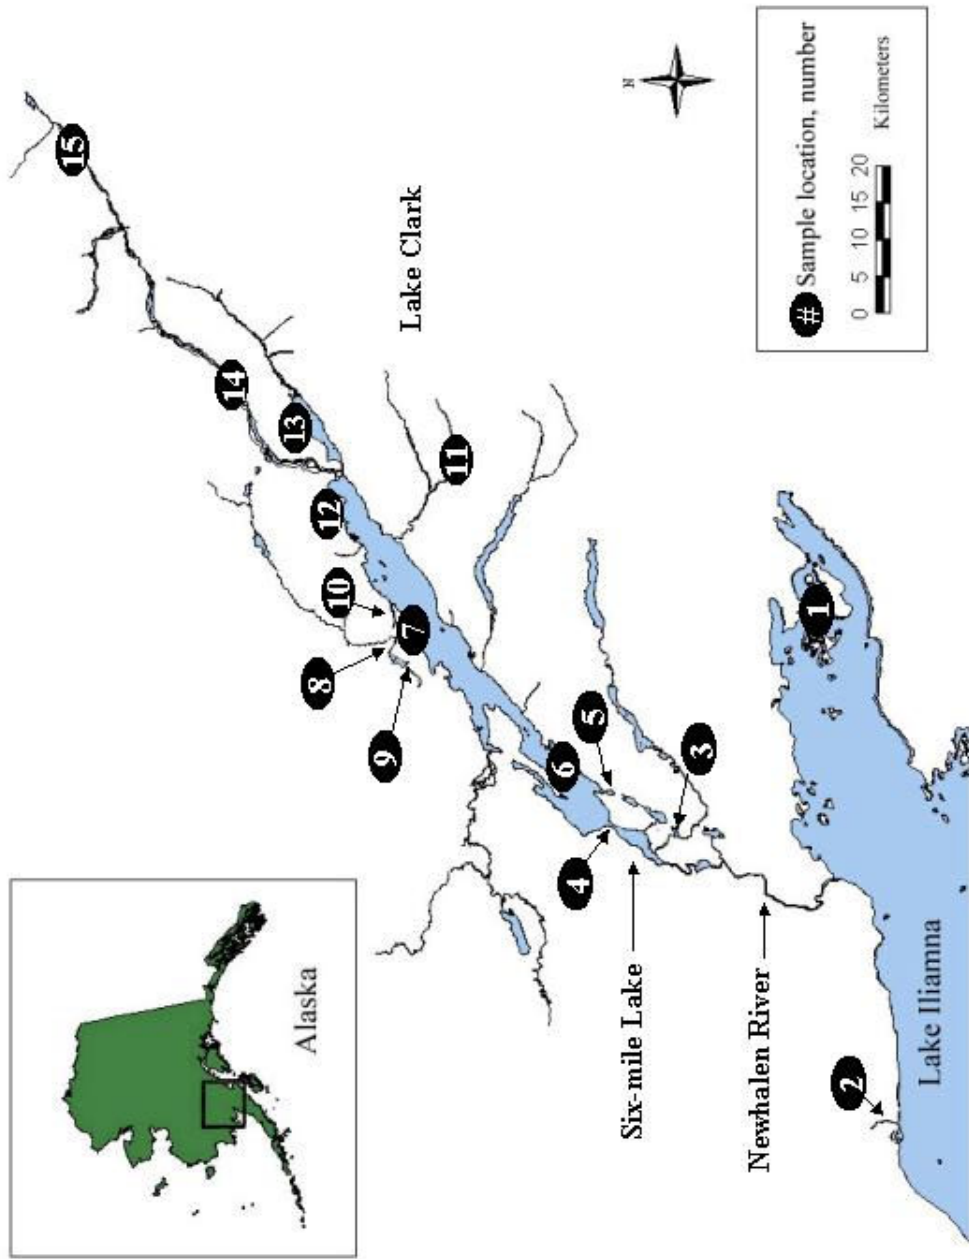 Alaska
N
Lake Clark
15
14
13
12
11
10
8
7
9
6
5
4
3
Six-mile Lake
Newhalen River
1
2
Lake Iliamna
# Sample location, number
0 5 10 15 20
Kilometers